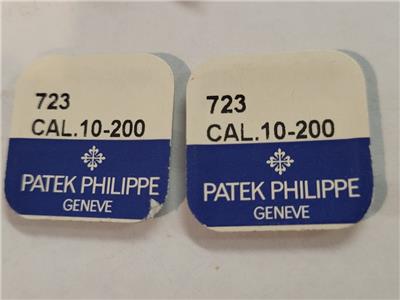 723
CAL.10-200
PATEK PHILIPPE
GENEVE
723
CAL.10-200
PATEK PHILIPPE
GENEVE